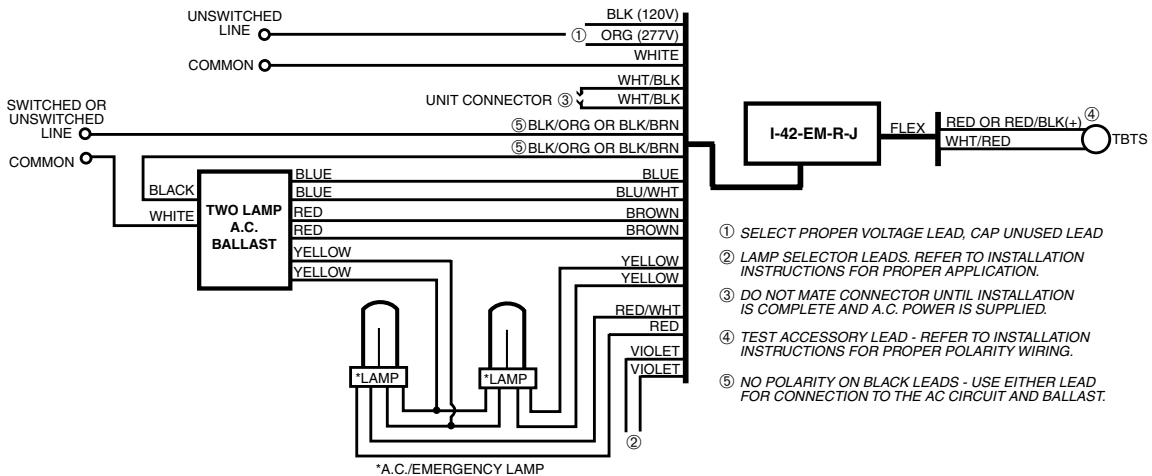 UNSWITCHED
LINE
BLK (120V)
① ORG (277V)
WHITE
COMMON
WHT/BLK
UNIT CONNECTOR ③
WHT/BLK
SWITCHED OR
UNSWITCHED
LINE
⑤ BLK/ORG OR BLK/BRN
⑤ BLK/ORG OR BLK/BRN
COMMON
I-42-EM-R-J
FLEX
RED OR RED/BLK(+) ④
WHT/RED
TBTS
BLACK
WHITE
TWO LAMP
A.C.
BALLAST
BLUE
BLUE
BLUE
BLU/WHT
RED
BROWN
RED
BROWN
YELLOW
YELLOW
YELLOW
YELLOW
RED/WHT
RED
VIOLET
VIOLET
②
*LAMP
*LAMP
*A.C./EMERGENCY LAMP
① SELECT PROPER VOLTAGE LEAD, CAP UNUSED LEAD
② LAMP SELECTOR LEADS. REFER TO INSTALLATION
INSTRUCTIONS FOR PROPER APPLICATION.
③ DO NOT MATE CONNECTOR UNTIL INSTALLATION
IS COMPLETE AND A.C. POWER IS SUPPLIED.
④ TEST ACCESSORY LEAD - REFER TO INSTALLATION
INSTRUCTIONS FOR PROPER POLARITY WIRING.
⑤ NO POLARITY ON BLACK LEADS - USE EITHER LEAD
FOR CONNECTION TO THE AC CIRCUIT AND BALLAST.